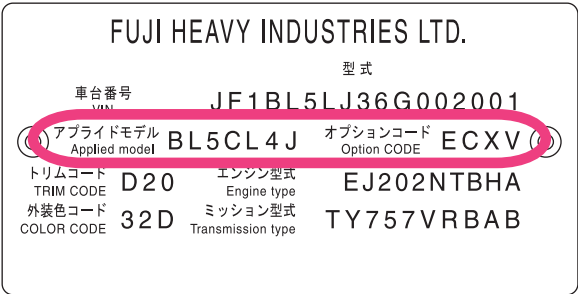 FUJI HEAVY INDUSTRIES LTD.
型式
車台番号
VIN JF1BL5LJ36G002001
アプライドモデル BL5CL4J オプションコード ECXV
Applied model Option CODE
トリムコード D20 エンジン型式 EJ202NTBHA
TRIM CODE Engine type
外装色コード 32D ミッション型式 TY757VRBAB
COLOR CODE Transmission type